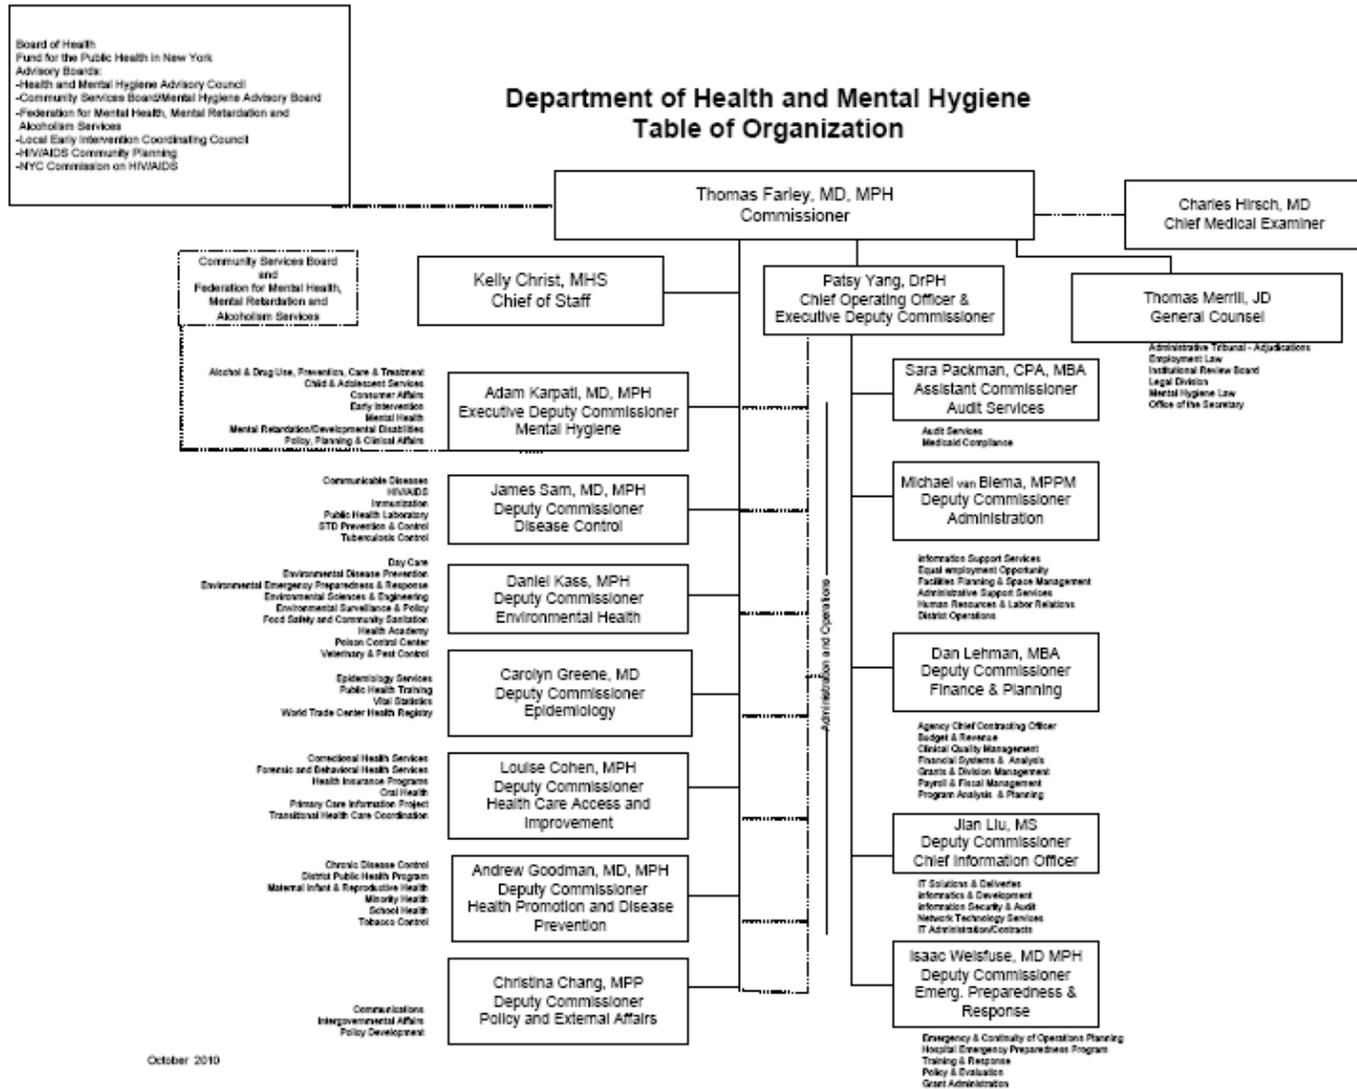 Board of Health
Fund for the Public Health in New York
Advisory Boards:
-Health and Mental Hygiene Advisory Council
-Community Services Board/Mental Hygiene Advisory Board
-Federation for Mental Health, Mental Retardation and
Alcoholism Services
-Local Early Intervention Coordinating Council
-HIV/AIDS Community Planning
-NYC Commission on HIV/AIDS
Department of Health and Mental Hygiene
Table of Organization
Thomas Farley, MD, MPH
Commissioner
Charles Hirsch, MD
Chief Medical Examiner
Community Services Board
and
Federation for Mental Health,
Mental Retardation and
Alcoholism Services
Kelly Christ, MHS
Chief of Staff
Patsy Yang, DrPH
Chief Operating Officer &
Executive Deputy Commissioner
Thomas Merrill, JD
General Counsel
Administrative Tribunal - Adjudications
Employment Law
Institutional Review Board
Legal Division
Mental Hygiene Law
Office of the Secretary
Alcohol & Drug Use, Prevention, Care & Treatment
Child & Adolescent Services
Consumer Affairs
Early Intervention
Mental Health
Mental Retardation/Developmental Disabilities
Policy, Planning & Clinical Affairs
Adam Karpati, MD, MPH
Executive Deputy Commissioner
Mental Hygiene
Sara Packman, CPA, MBA
Assistant Commissioner
Audit Services
Audit Services
Medicaid Compliance
Communicable Diseases
HIV/AIDS
Immunization
Public Health Laboratory
STD Prevention & Control
Tuberculosis Control
James Sam, MD, MPH
Deputy Commissioner
Disease Control
Michael van Biema, MPPM
Deputy Commissioner
Administration
Information Support Services
Equal employment Opportunity
Facilities Planning & Space Management
Administrative Support Services
Human Resources & Labor Relations
District Operations
Day Care
Environmental Disease Prevention
Environmental Emergency Preparedness & Response
Environmental Sciences & Engineering
Environmental Surveillance & Policy
Food Safety and Community Sanitation
Health Academy
Poison Control Center
Veterinary & Pest Control
Daniel Kass, MPH
Deputy Commissioner
Environmental Health
Administration and Operations
Dan Lehman, MBA
Deputy Commissioner
Finance & Planning
Agency Chief Contracting Officer
Budget & Revenue
Clinical Quality Management
Financial Systems & Analysis
Grants & Division Management
Payroll & Fiscal Management
Program Analysis & Planning
Epidemiology Services
Public Health Training
Vital Statistics
World Trade Center Health Registry
Carolyn Greene, MD
Deputy Commissioner
Epidemiology
Correctional Health Services
Forensic and Behavioral Health Services
Health Insurance Programs
Oral Health
Primary Care Information Project
Transitional Health Care Coordination
Louise Cohen, MPH
Deputy Commissioner
Health Care Access and
Improvement
Jian Liu, MS
Deputy Commissioner
Chief Information Officer
IT Solutions & Deliveries
Informatics & Development
Information Security & Audit
Network Technology Services
IT Administration/Contracts
Chronic Disease Control
District Public Health Program
Maternal Infant & Reproductive Health
Minority Health
School Health
Tobacco Control
Andrew Goodman, MD, MPH
Deputy Commissioner
Health Promotion and Disease
Prevention
Isaac Weisfuse, MD MPH
Deputy Commissioner
Emerg. Preparedness &
Response
Emergency & Continuity of Operations Planning
Hospital Emergency Preparedness Program
Training & Response
Policy & Evaluation
Grant Administration
Communications
Intergovernmental Affairs
Policy Development
Christina Chang, MPP
Deputy Commissioner
Policy and External Affairs
October 2010